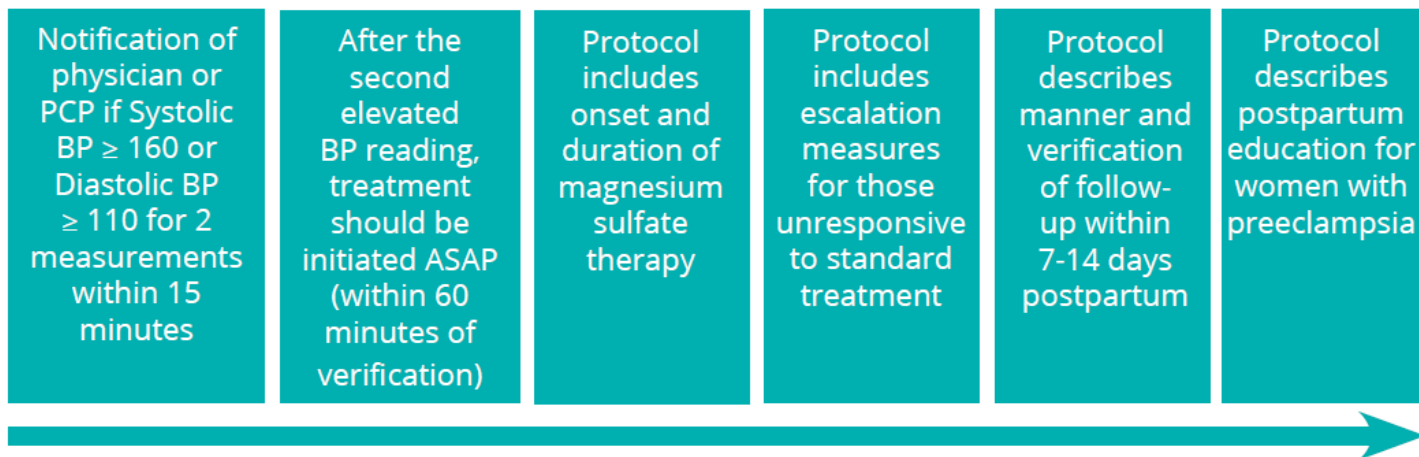 Notification of
physician or
PCP if Systolic
BP ≥ 160 or
Diastolic BP
≥ 110 for 2
measurements
within 15
minutes
After the
second
elevated
BP reading,
treatment
should be
initiated ASAP
(within 60
minutes of
verification)
Protocol
includes
onset and
duration of
magnesium
sulfate
therapy
Protocol
includes
escalation
measures
for those
unresponsive
to standard
treatment
Protocol
describes
manner and
verification
of follow-
up within
7-14 days
postpartum
Protocol
describes
postpartum
education for
women with
preeclampsia